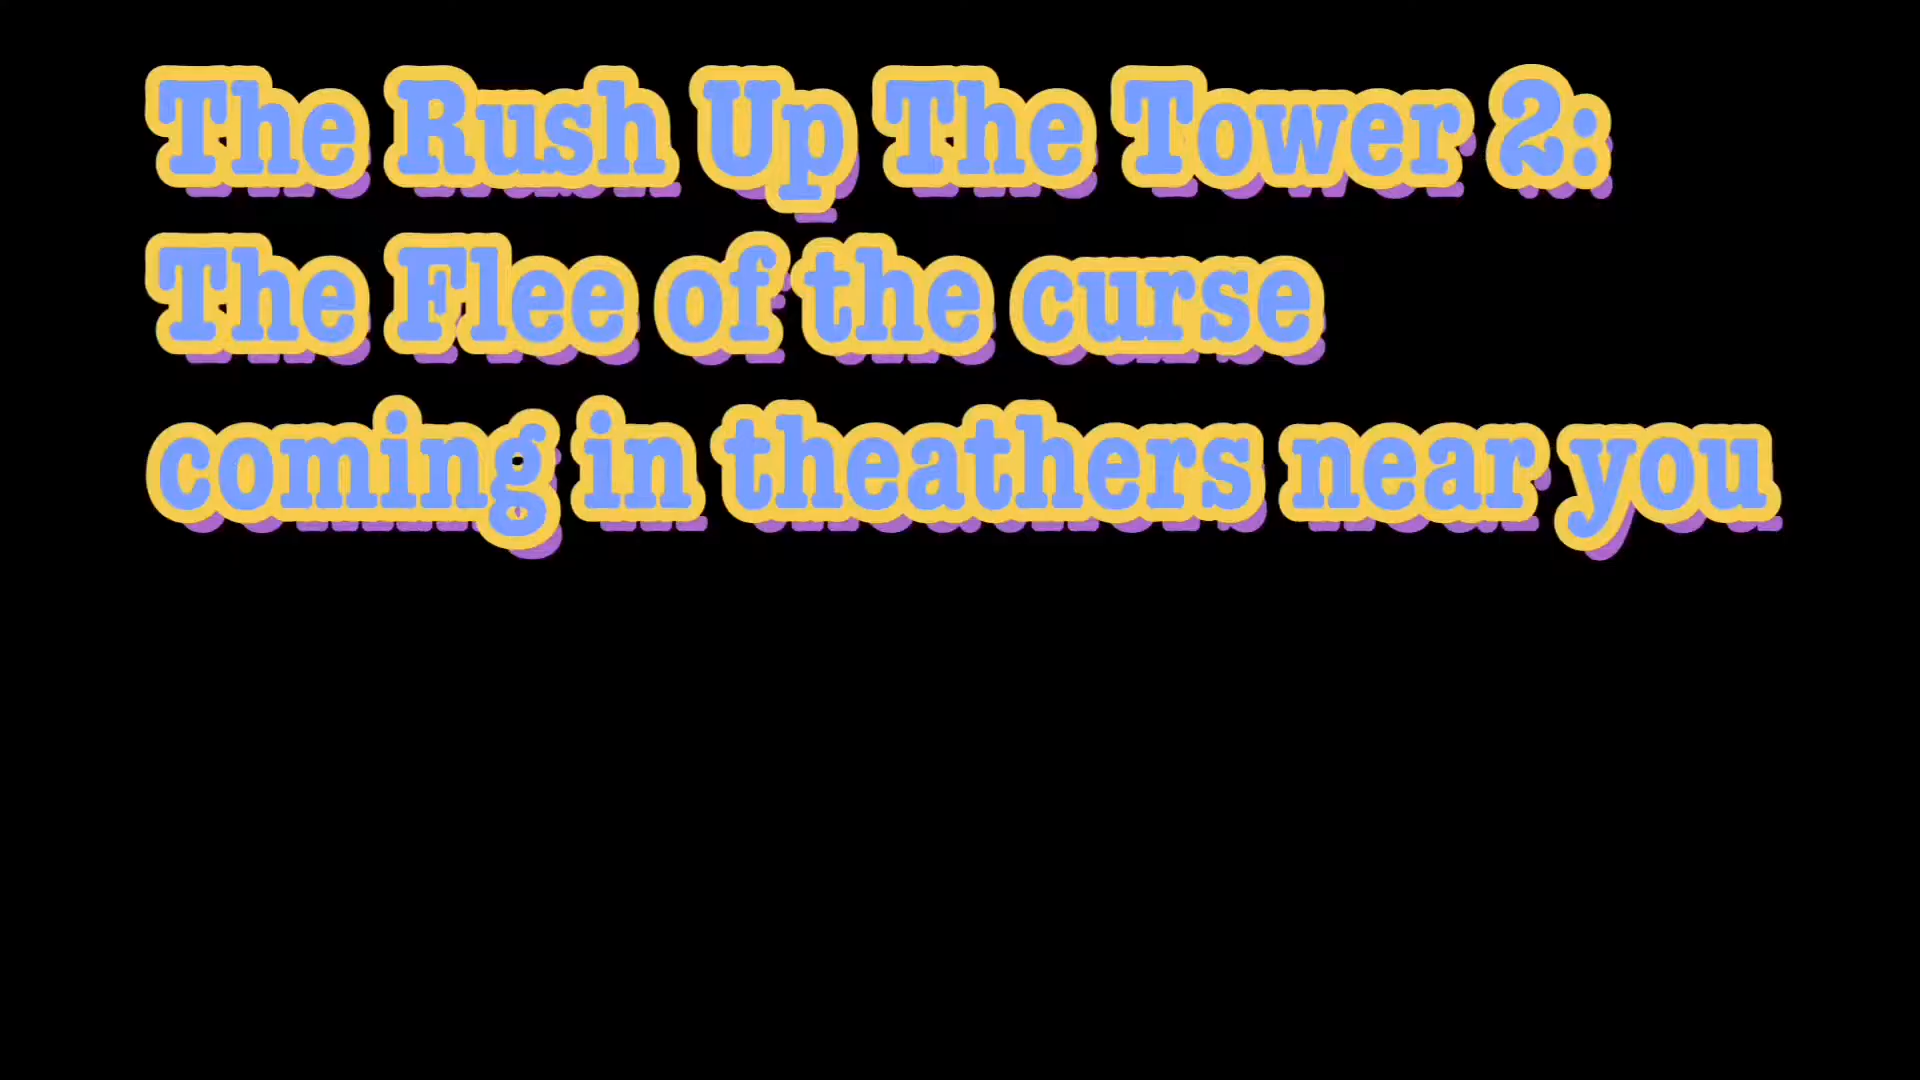 The Rush Up The Tower 2:
The Flee of the curse
coming in theathers near you